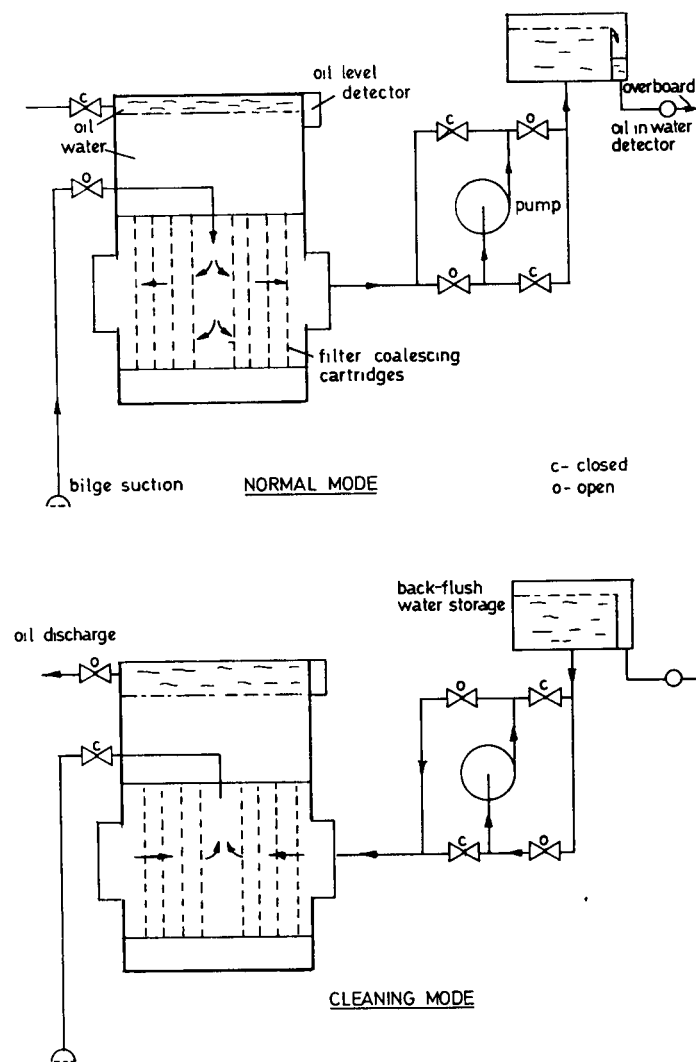 oil level
detector
c
oil
water
o
c
o
overboard
oil in water
detector
pump
o
c
filter coalescing
cartridges
bilge suction
NORMAL MODE
c- closed
o- open
back-flush
water storage
oil discharge
o
o
c
c
c
o
CLEANING MODE